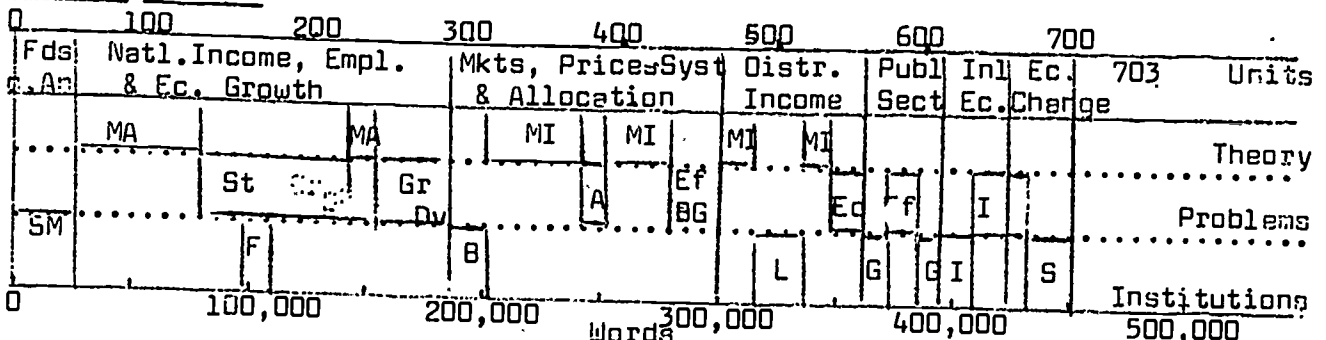 0 100 200 300 400 500 600 700
Fds Natl.Income, Empl. Mkts, Prices Syst Distr. Publ Inl Ec. 703 Units
c.An & Ec. Growth & Allocation Income Sect Ec. Change
MA MA MI MI MI MI Theory
St Gr A Ef Ec f I
Dv BG Problems
SM F B L G G I S
Institutions
0 100,000 200,000 300,000 400,000 500,000
Words